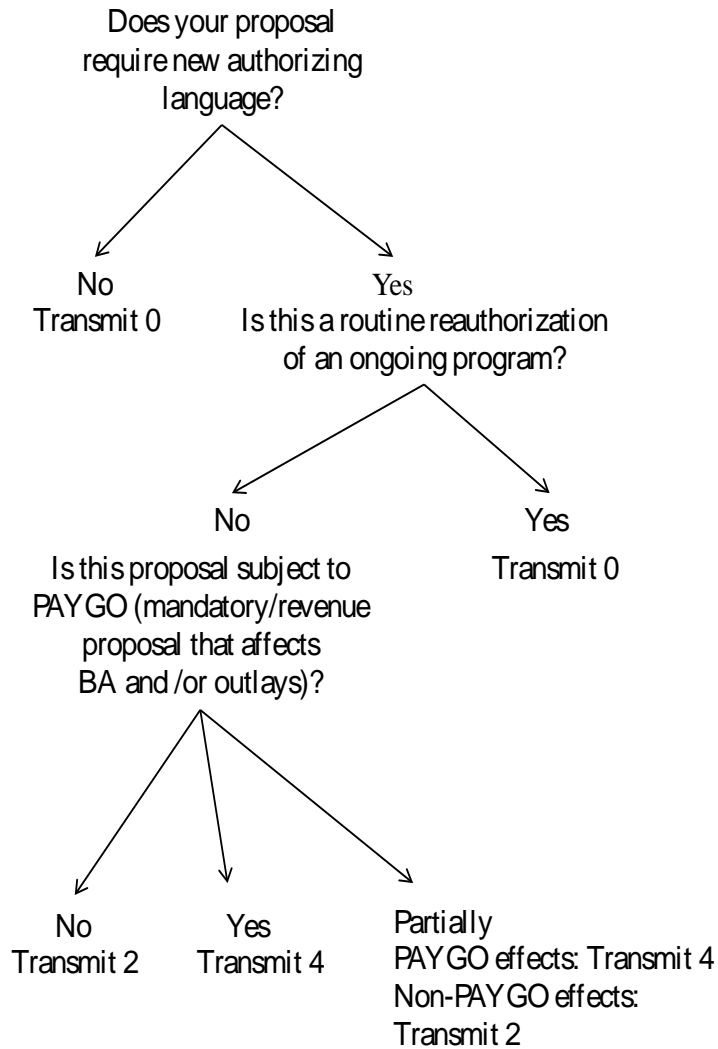 Does your proposal
require new authorizing
language?
No
Transmit 0
Yes
Is this a routine reauthorization
of an ongoing program?
No
Is this proposal subject to
PAYGO (mandatory/revenue
proposal that affects
BA and /or outlays)?
Yes
Transmit 0
No
Transmit 2
Yes
Transmit 4
Partially
PAYGO effects: Transmit 4
Non-PAYGO effects:
Transmit 2